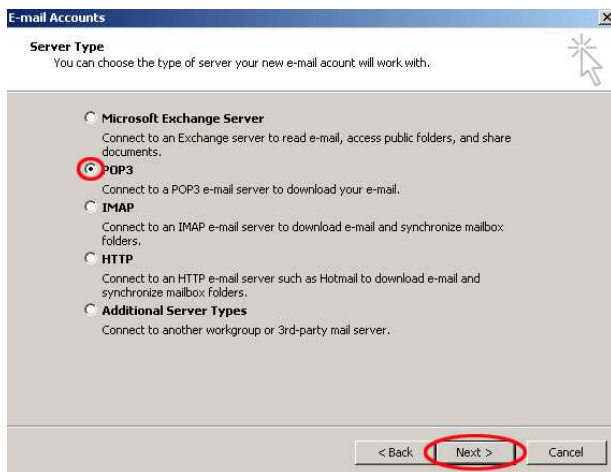 E-mail Accounts
Server Type
You can choose the type of server your new e-mail acount will work with.
Microsoft Exchange Server
Connect to an Exchange server to read e-mail, access public folders, and share
documents.
POP3
Connect to a POP3 e-mail server to download your e-mail.
IMAP
Connect to an IMAP e-mail server to download e-mail and synchronize mailbox
folders.
HTTP
Connect to an HTTP e-mail server such as Hotmail to download e-mail and
synchronize mailbox folders.
Additional Server Types
Connect to another workgroup or 3rd-party mail server.
< Back Next > Cancel